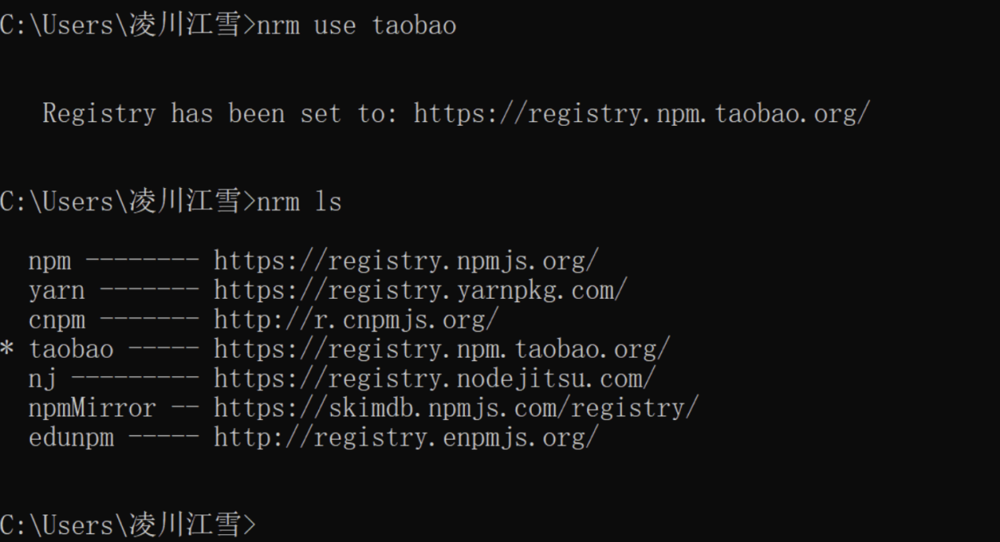 C:\Users\凌川江雪>nrm use taobao
Registry has been set to: https://registry.npm.taobao.org/
C:\Users\凌川江雪>nrm ls
npm -------- https://registry.npmjs.org/
yarn ------- https://registry.yarnpkg.com/
cnpm ------- http://r.cnpmjs.org/
* taobao ----- https://registry.npm.taobao.org/
nj --------- https://registry.nodejitsu.com/
npmMirror -- https://skimdb.npmjs.com/registry/
edunpm ----- http://registry.enpmjs.org/
C:\Users\凌川江雪>